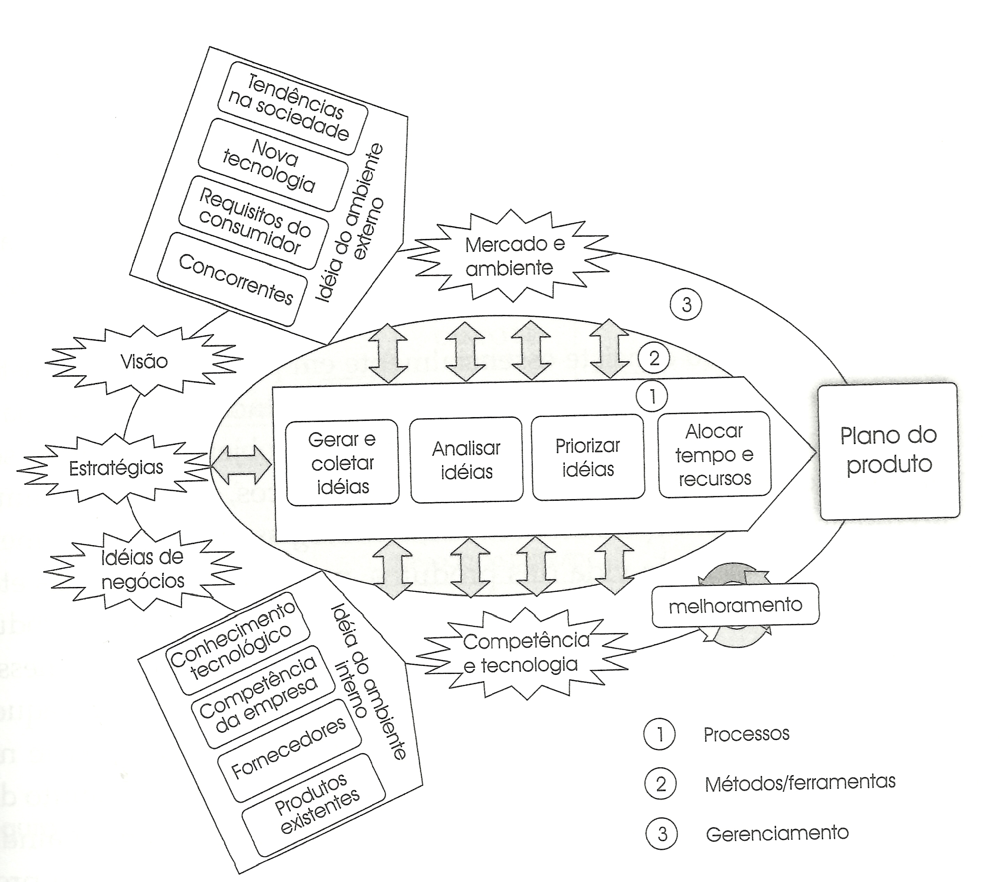 Tendências
na sociedade
Nova
tecnologia
Requisitos do
consumidor
Concorrentes
Idéia do ambiente
externo
Mercado e
ambiente
3
Visão
2
1
Estratégias
Gerar e
coletar
idéias
Analisar
idéias
Priorizar
idéias
Alocar
tempo e
recursos
Plano do
produto
Idéias de
negócios
melhoramento
Conhecimento
tecnológico
Competência
da empresa
Fornecedores
Produtos
existentes
Idéia do ambiente
interno
Competência
e tecnologia
1 Processos
2 Métodos/ferramentas
3 Gerenciamento